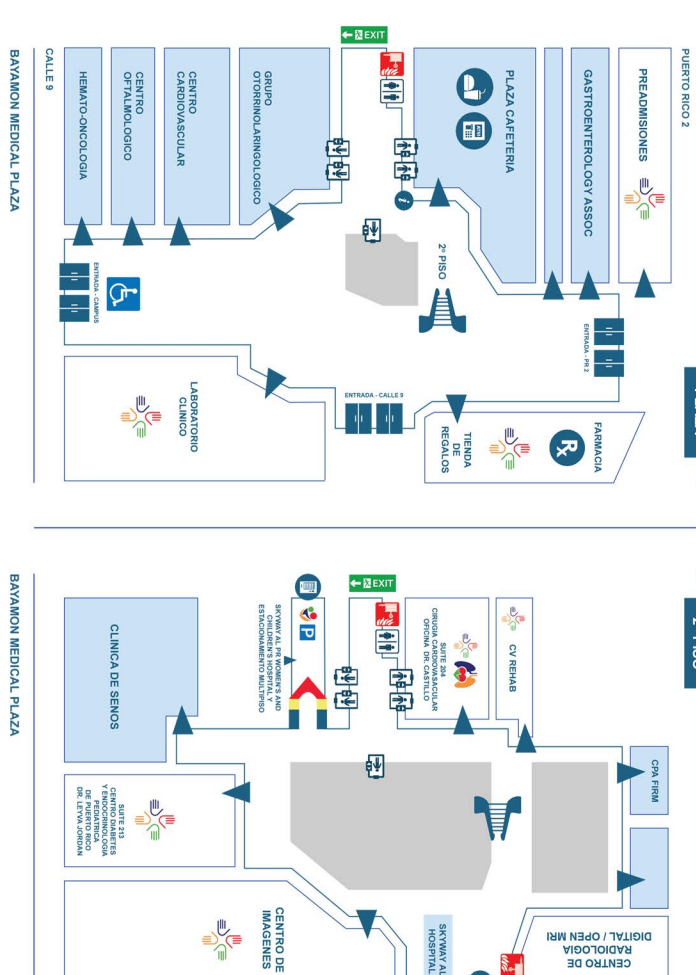 PUERTO RICO 2
PREADMISIONES
GASTROENTEROLOGY ASSOC
PLAZA CAFETERIA
ATH
EXIT
GRUPO
OTORRINOLARINGOLOGICO
CENTRO
CARDIOVASCULAR
CENTRO
OFTALMOLOGICO
HEMATO-ONCOLOGIA
CALLE 9
BAYAMON MEDICAL PLAZA
i
2º PISO
ENTRADA - PR 2
ENTRADA - CAMPUS
ENTRADA - CALLE 9
FARMACIA
Rx
TIENDA
DE
REGALOS
LABORATORIO
CLINICO
2º PISO
EXIT
CPA FIRM
CV REHAB
SUITE 204
CIRUGIA CARDIOVASACULAR
OFICINA DR. CASTILLO
SKYWAY AL PR WOMEN'S AND
CHILDREN'S HOSPITAL Y
ESTACIONAMIENTO MULTIPISO
P
CLINICA DE SENOS
BAYAMON MEDICAL PLAZA
SUITE 213
CENTRO DIABETES
Y ENDOCRINOLOGIA
PEDIATRICA
DE PUERTO RICO
DR. LEYVA JORDAN
CENTRO DE
IMAGENES
SKYWAY AL
HOSPITAL
CENTRO DE
RADIOLOGIA
DIGITAL / OPEN MRI